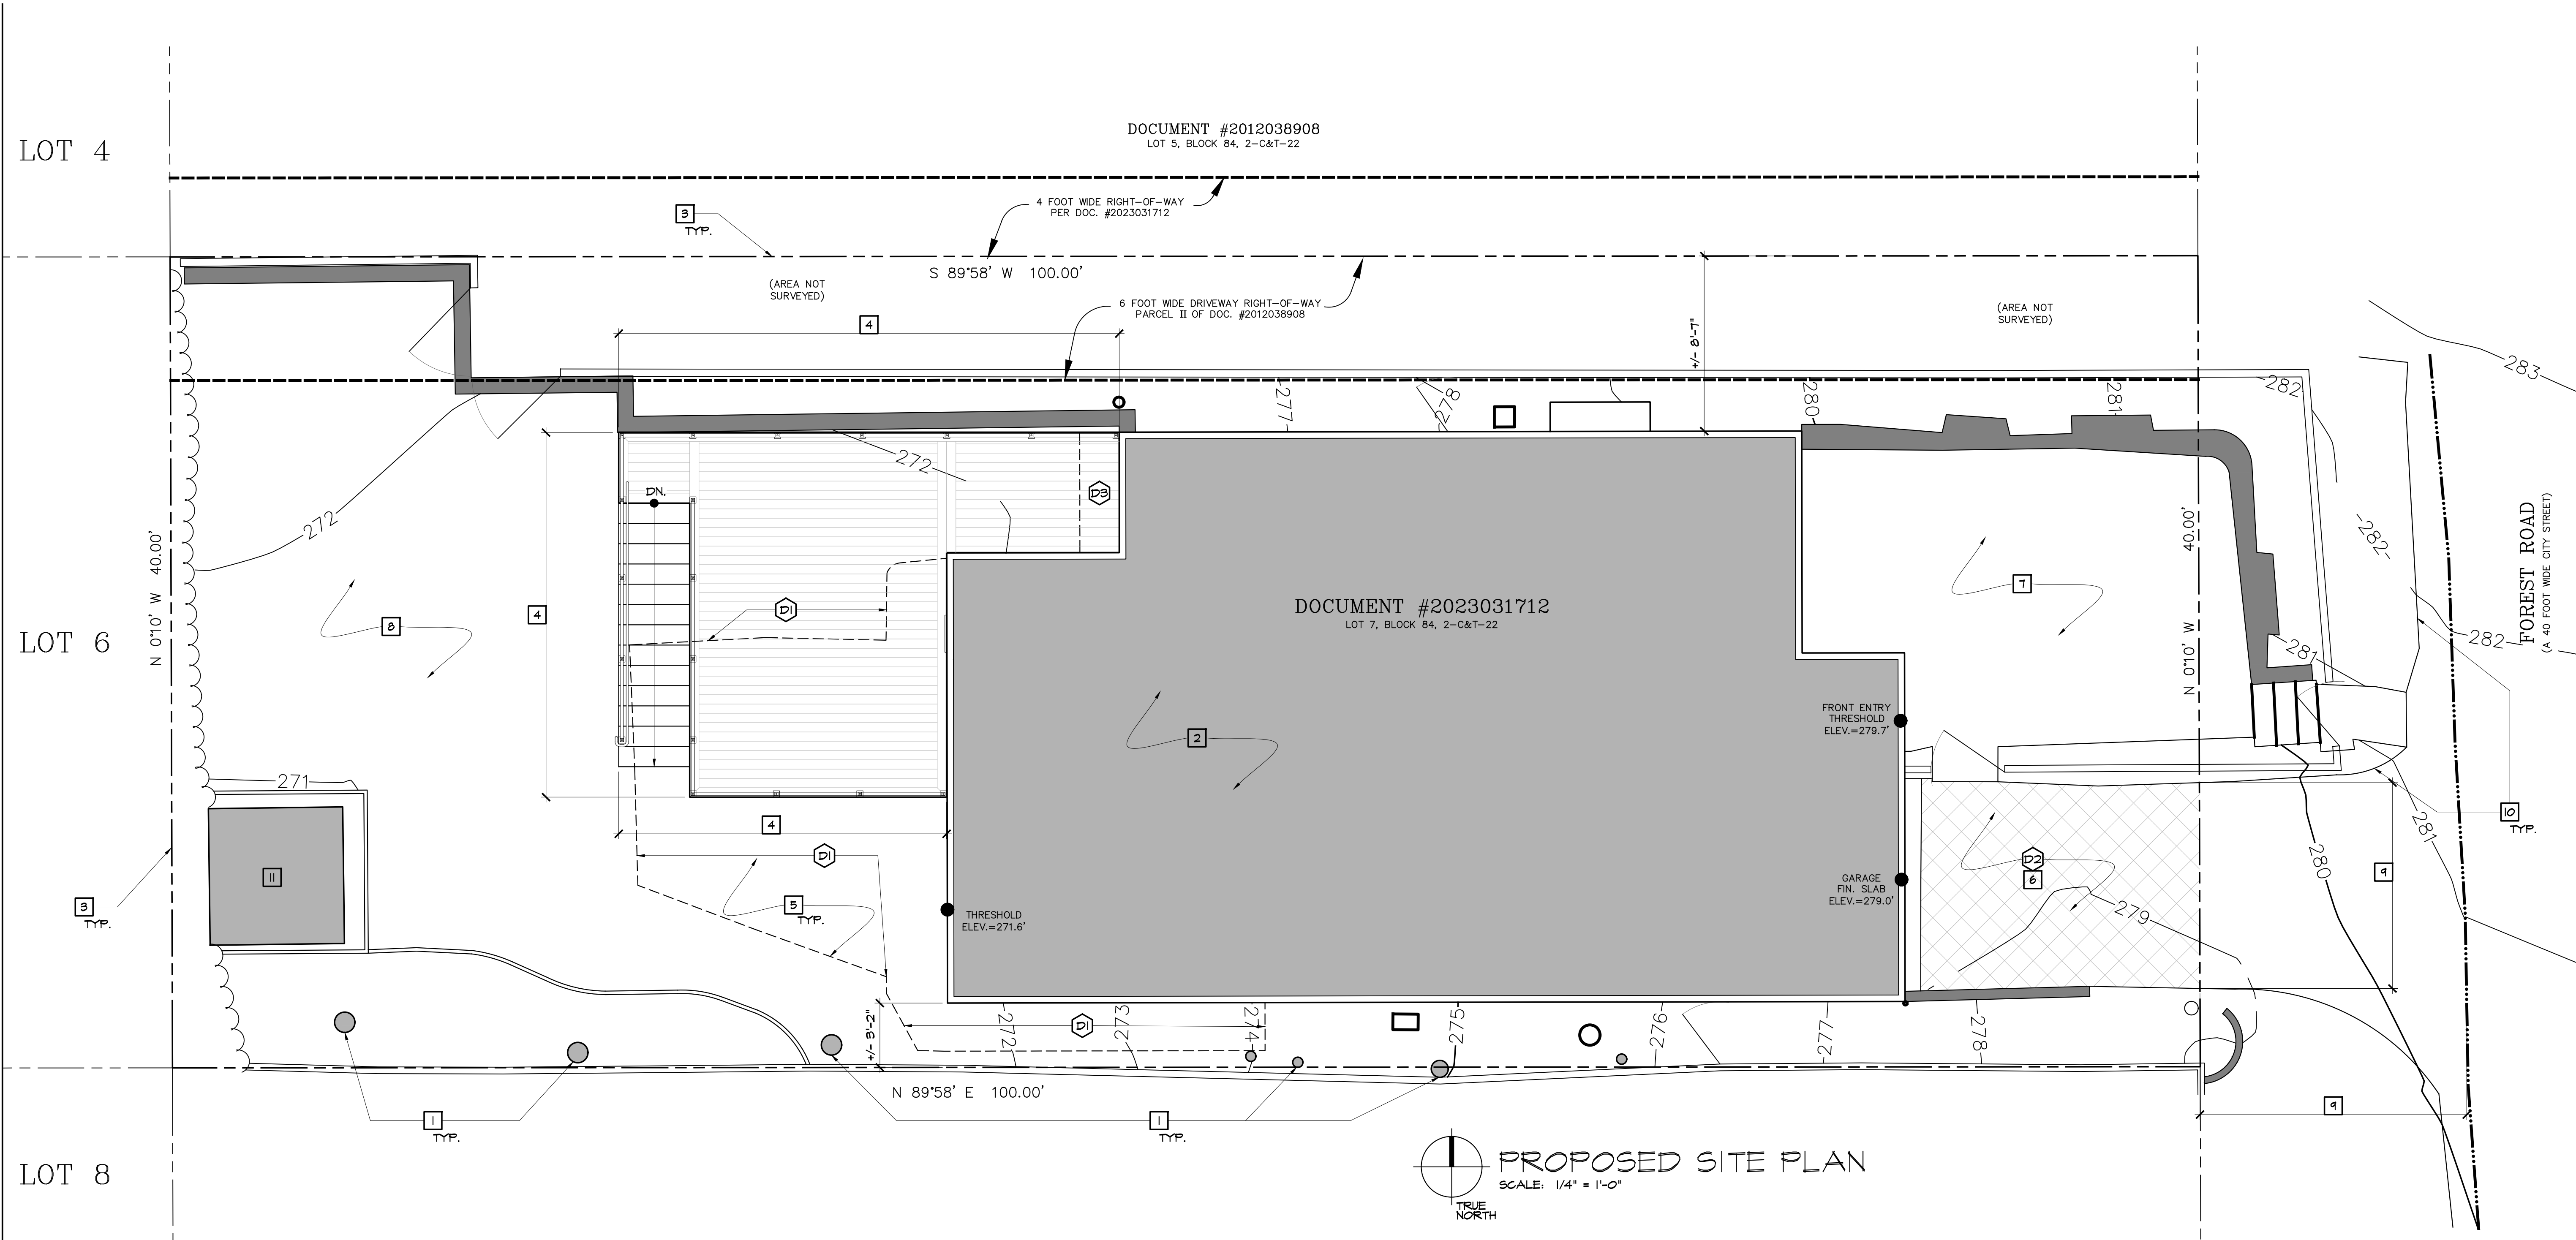 DOCUMENT #2012038908
LOT 5, BLOCK 84, 2-C&T-22
LOT 4
4 FOOT WIDE RIGHT-OF-WAY
PER DOC. #2023031712
3
TYP.
S 89°58' W 100.00'
(AREA NOT
SURVEYED)
6 FOOT WIDE DRIVEWAY RIGHT-OF-WAY
PARCEL II OF DOC. #2012038908
(AREA NOT
SURVEYED)
4
+/- 8'-7"
283
282
277
278
280
281
272
D3
DN.
272
N 0°10' W 40.00'
N 0°10' W 40.00'
-282-
FOREST ROAD
(A 40 FOOT WIDE CITY STREET)
7
4
D1
DOCUMENT #2023031712
LOT 7, BLOCK 84, 2-C&T-22
8
LOT 6
282
281
FRONT ENTRY
THRESHOLD
ELEV.=279.7'
2
271
10
TYP.
4
281
D1
D2
6
280
9
11
GARAGE
FIN. SLAB
ELEV.=279.0'
5
TYP.
3
TYP.
THRESHOLD
ELEV.=271.6'
279
+/- 3'-2"
272
273
274
275
276
277
278
D1
N 89°58' E 100.00'
1
TYP.
1
TYP.
9
LOT 8
PROPOSED SITE PLAN
SCALE: 1/4" = 1'-0"
TRUE
NORTH